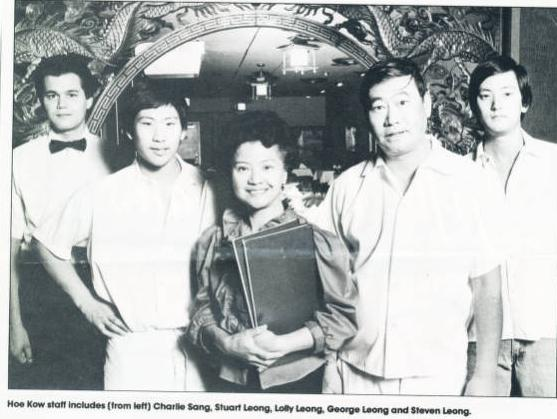 Hoe Kow staff includes (from left) Charlie Sang, Stuart Leong, Lolly Leong, George Leong and Steven Leong.